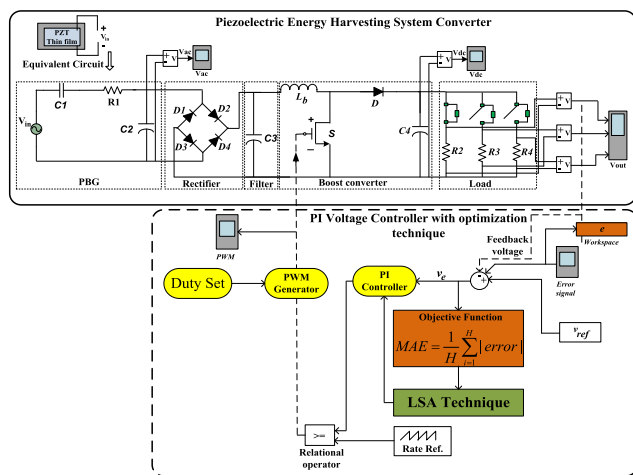 Piezoelectric Energy Harvesting System Converter
PZT
Thin film
+
Vin
-
Equivalent Circuit
Vac
+
-
V
Vac
Vdc
+
-
V
Vdc
C1
R1
C2
Vin
D1
D2
D3
D4
C3
Lb
+
S
-
D
C4
R2
R3
R4
+
-
V
+
-
V
+
-
V
Vout
PBG
Rectifier
Filter
Boost converter
Load
PI Voltage Controller with optimization
technique
PWM
Feedback
voltage
e
Workspace
Error
signal
Duty Set
PWM
Generator
PI
Controller
ve
-
+
vref
Objective Function
MAE = 1/H ∑ i=1 H |error|
LSA Technique
>=
Relational
operator
Rate Ref.